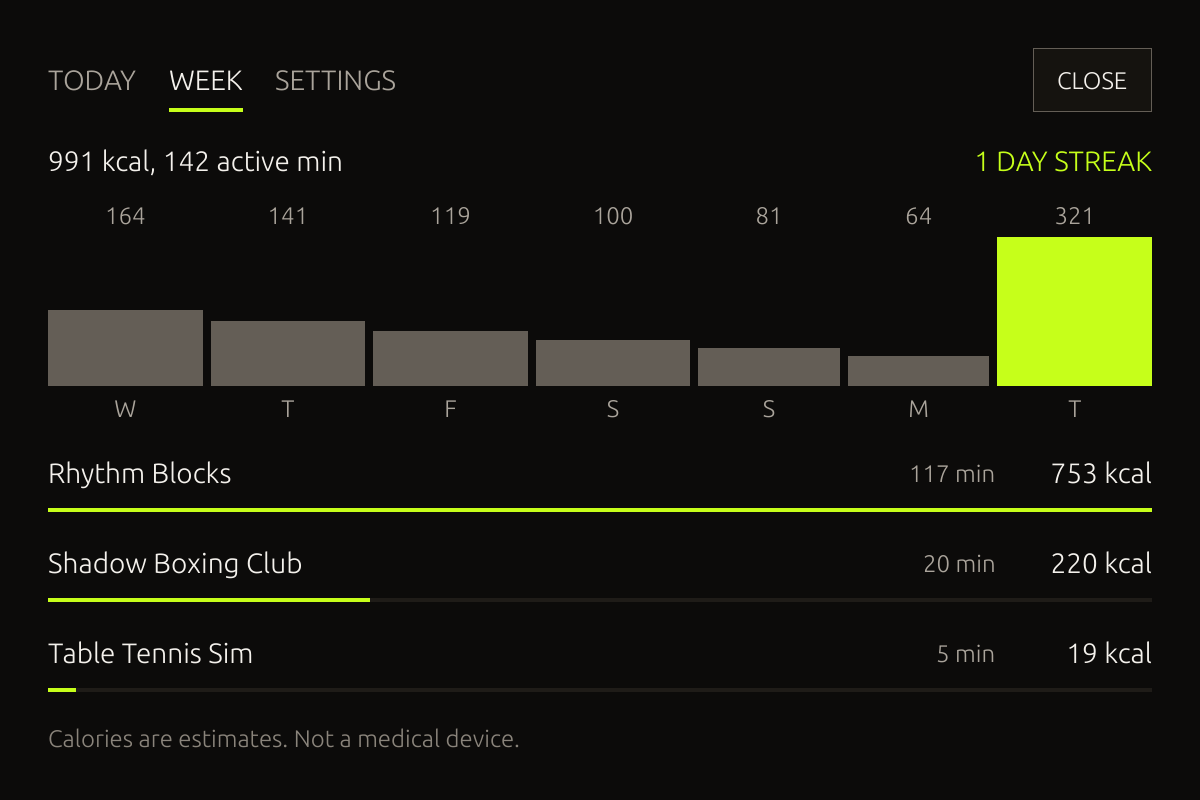 TODAY WEEK SETTINGS CLOSE
991 kcal, 142 active min 1 DAY STREAK
164 141 119 100 81 64 321
W T F S S M T
Rhythm Blocks 117 min 753 kcal
Shadow Boxing Club 20 min 220 kcal
Table Tennis Sim 5 min 19 kcal
Calories are estimates. Not a medical device.